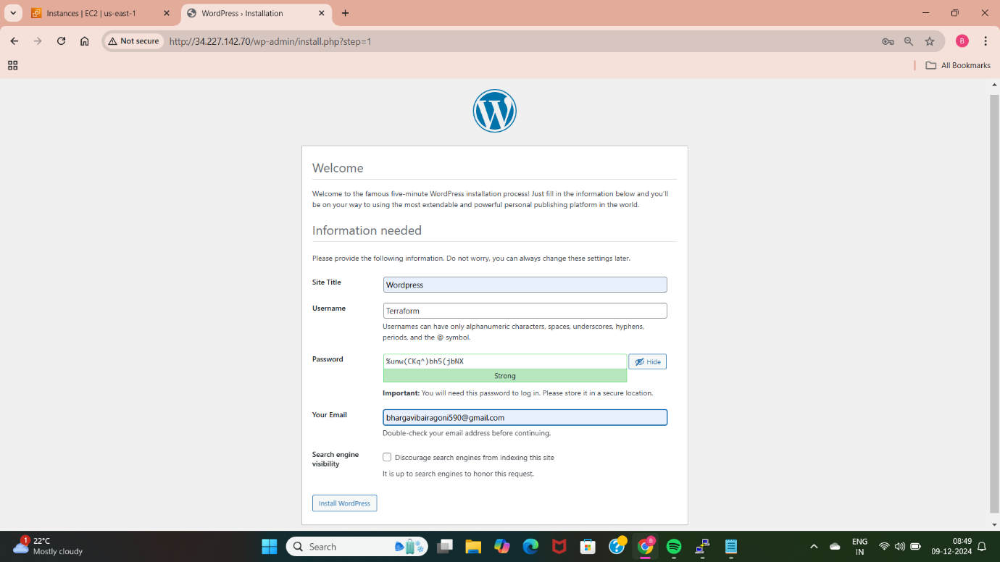 Instances | EC2 | us-east-1
WordPress › Installation
Not secure
http://34.227.142.70/wp-admin/install.php?step=1
B
All Bookmarks
W
Welcome
Welcome to the famous five-minute WordPress installation process! Just fill in the information below and you'll
be on your way to using the most extendable and powerful personal publishing platform in the world.
Information needed
Please provide the following information. Do not worry, you can always change these settings later.
Site Title
Wordpress
Username
Terraform
Usernames can have only alphanumeric characters, spaces, underscores, hyphens,
periods, and the @ symbol.
Password
%unw(CKq^)bh5(jbNX
Hide
Strong
Important: You will need this password to log in. Please store it in a secure location.
Your Email
bhargavibairagoni590@gmail.com
Double-check your email address before continuing.
Search engine
visibility
Discourage search engines from indexing this site
It is up to search engines to honor this request.
Install WordPress
1
22°C
Mostly cloudy
Search
B
ENG
IN
08:49
09-12-2024